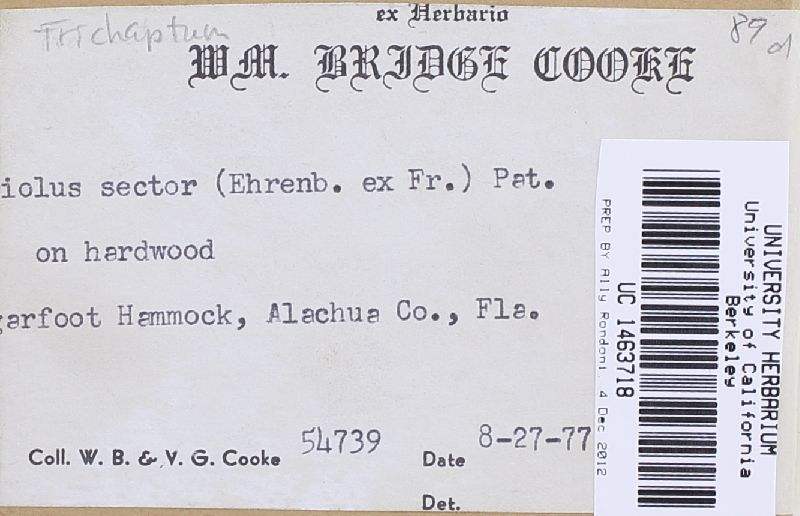 ex Herbario
Trichaptum
89
d
WM. BRIDGE COOKE
iolus sector (Ehrenb. ex Fr.) Pat.
on hardwood
garfoot Hammock, Alachua Co., Fla.
Coll. W. B. & V. G. Cooke 54739 Date 8-27-77
Det.
UNIVERSITY HERBARIUM
University of California
Berkeley
UC 1463718
PREP BY Ally Rondoni, 4 Dec 2012